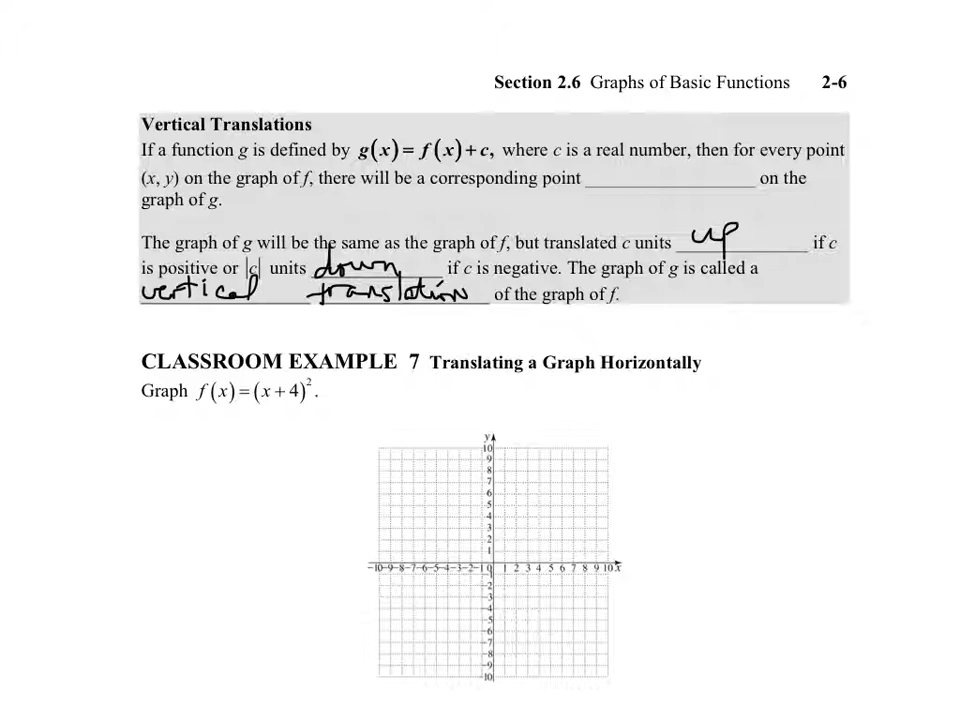 Section 2.6 Graphs of Basic Functions 2-6
Vertical Translations
If a function g is defined by g(x) = f(x) + c, where c is a real number, then for every point
(x, y) on the graph of f, there will be a corresponding point ____________ on the
graph of g.
The graph of g will be the same as the graph of f, but translated c units up if c
is positive or |c| units down if c is negative. The graph of g is called a
vertical translation of the graph of f.
CLASSROOM EXAMPLE 7 Translating a Graph Horizontally
Graph f(x) = (x + 4)².
y
10
9
8
7
6
5
4
3
2
1
-10 -9 -8 -7 -6 -5 -4 -3 -2 -1 0 1 2 3 4 5 6 7 8 9 10 x
-1
-2
-3
-4
-5
-6
-7
-8
-9
-10